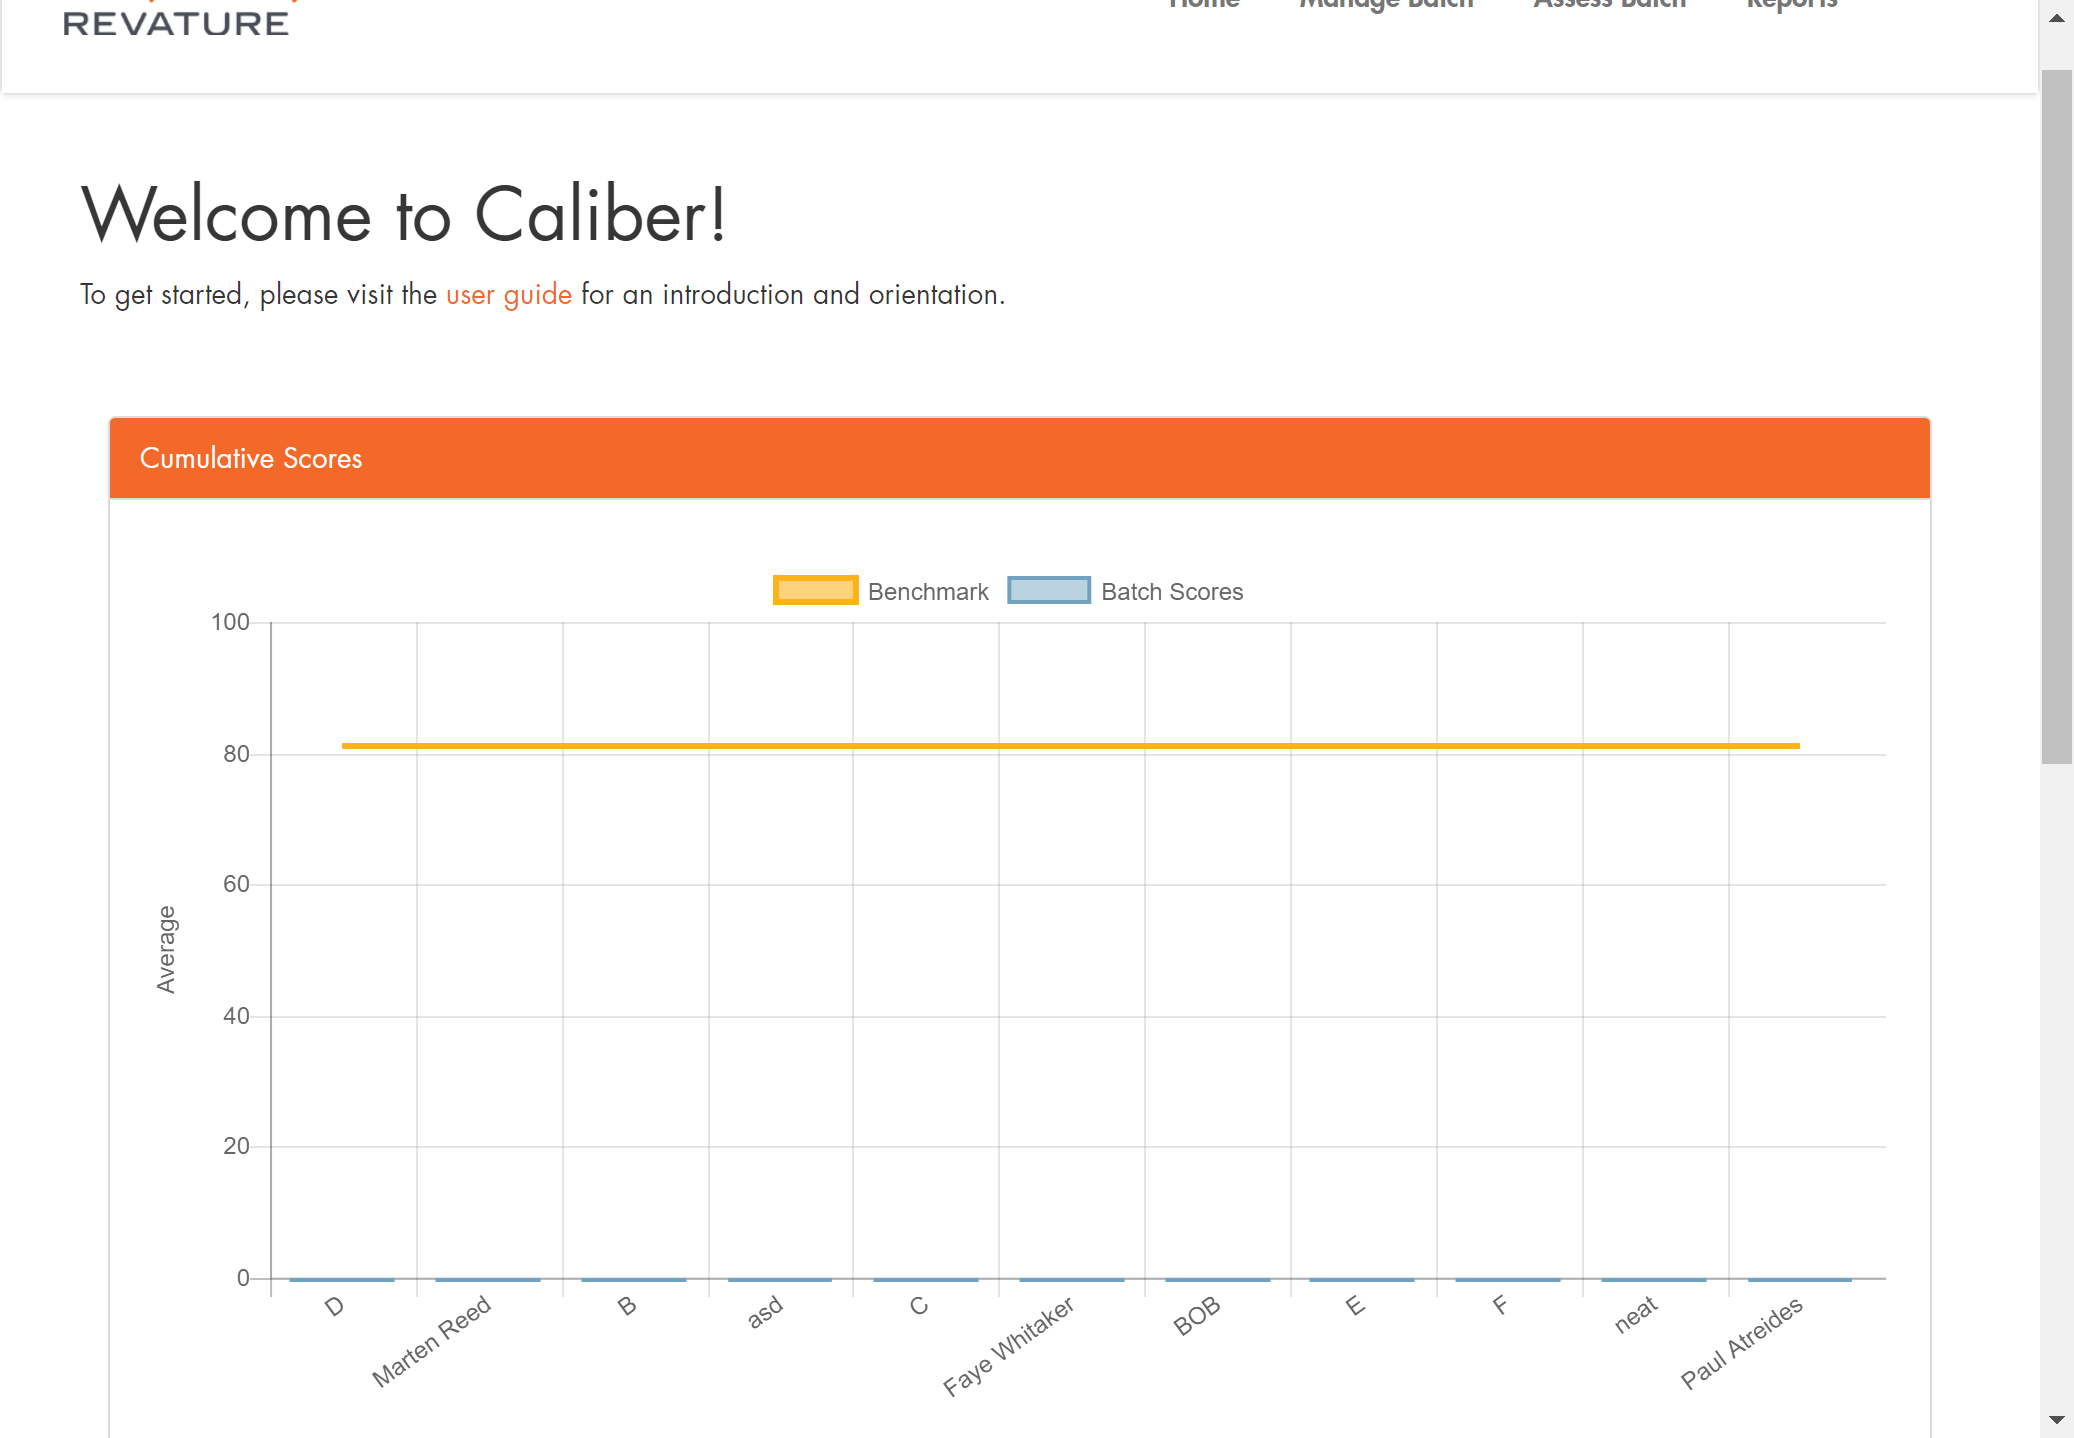 REVATURE
Home Manage Batch Assess Batch Reports
Welcome to Caliber!
To get started, please visit the user guide for an introduction and orientation.
Cumulative Scores
Benchmark Batch Scores
100
80
60
40
20
0
Average
D Marten Reed B asd C Faye Whitaker BOB E F neat Paul Atreides